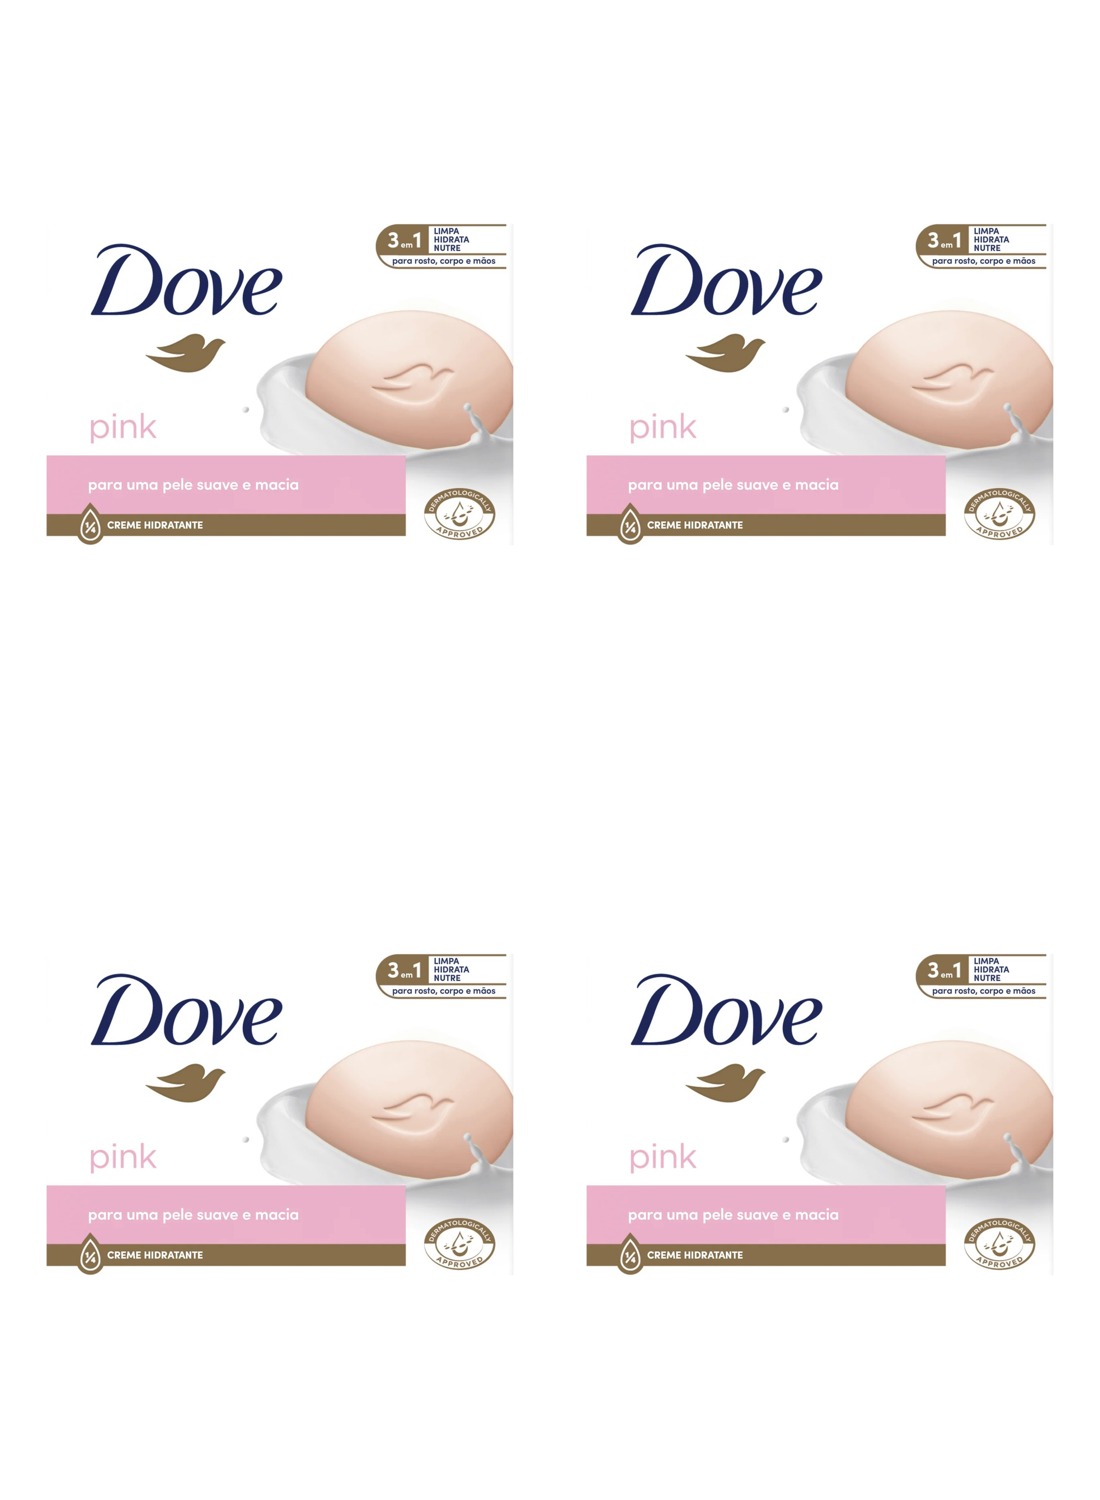 Dove
3 em 1 LIMPA
HIDRATA
NUTRE
para rosto, corpo e mãos
pink
para uma pele suave e macia
1/4 CREME HIDRATANTE
DERMATOLOGICALLY
APPROVED
Dove
3 em 1 LIMPA
HIDRATA
NUTRE
para rosto, corpo e mãos
pink
para uma pele suave e macia
1/4 CREME HIDRATANTE
DERMATOLOGICALLY
APPROVED
Dove
3 em 1 LIMPA
HIDRATA
NUTRE
para rosto, corpo e mãos
pink
para uma pele suave e macia
1/4 CREME HIDRATANTE
DERMATOLOGICALLY
APPROVED
Dove
3 em 1 LIMPA
HIDRATA
NUTRE
para rosto, corpo e mãos
pink
para uma pele suave e macia
1/4 CREME HIDRATANTE
DERMATOLOGICALLY
APPROVED